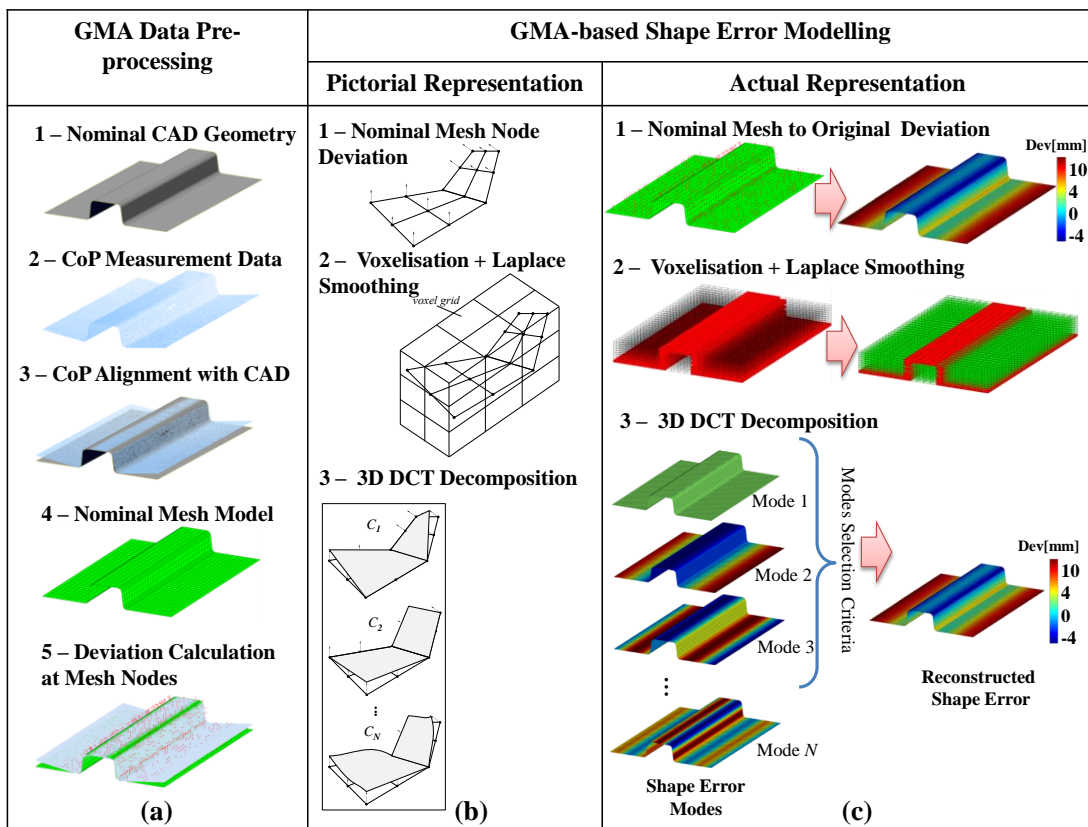 GMA Data Pre-
processing
GMA-based Shape Error Modelling
Pictorial Representation
Actual Representation
1 – Nominal CAD Geometry
2 – CoP Measurement Data
3 – CoP Alignment with CAD
4 – Nominal Mesh Model
5 – Deviation Calculation
at Mesh Nodes
(a)
1 – Nominal Mesh Node
Deviation
2 – Voxelisation + Laplace
Smoothing
voxel grid
3 – 3D DCT Decomposition
C1
C2
...
CN
(b)
1 – Nominal Mesh to Original Deviation
Dev[mm]
10
4
0
-4
2 – Voxelisation + Laplace Smoothing
3 – 3D DCT Decomposition
Mode 1
Mode 2
Mode 3
...
Mode N
Shape Error
Modes
Modes Selection Criteria
Dev[mm]
10
4
0
-4
Reconstructed
Shape Error
(c)